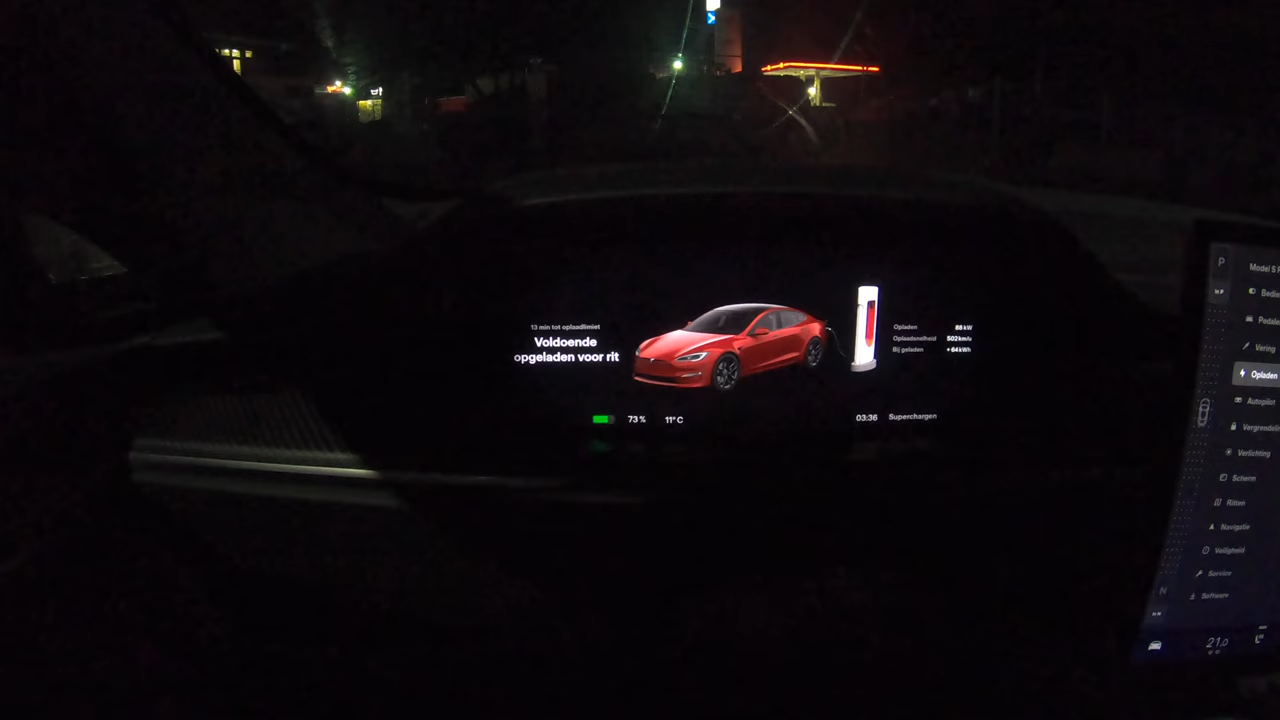 13 min tot oplaadlimiet
Voldoende
opgeladen voor rit
Opladen 88 kW
Oplaadsnelheid 502 km/u
Bij geladen +64 kWh
73 % 11° C
03:36 Superchargen
P
Model S
Opladen
Autopilot
Vering
Verlichting
Scherm
Ritten
Navigatie
Veiligheid
Service
Software
N
21.0